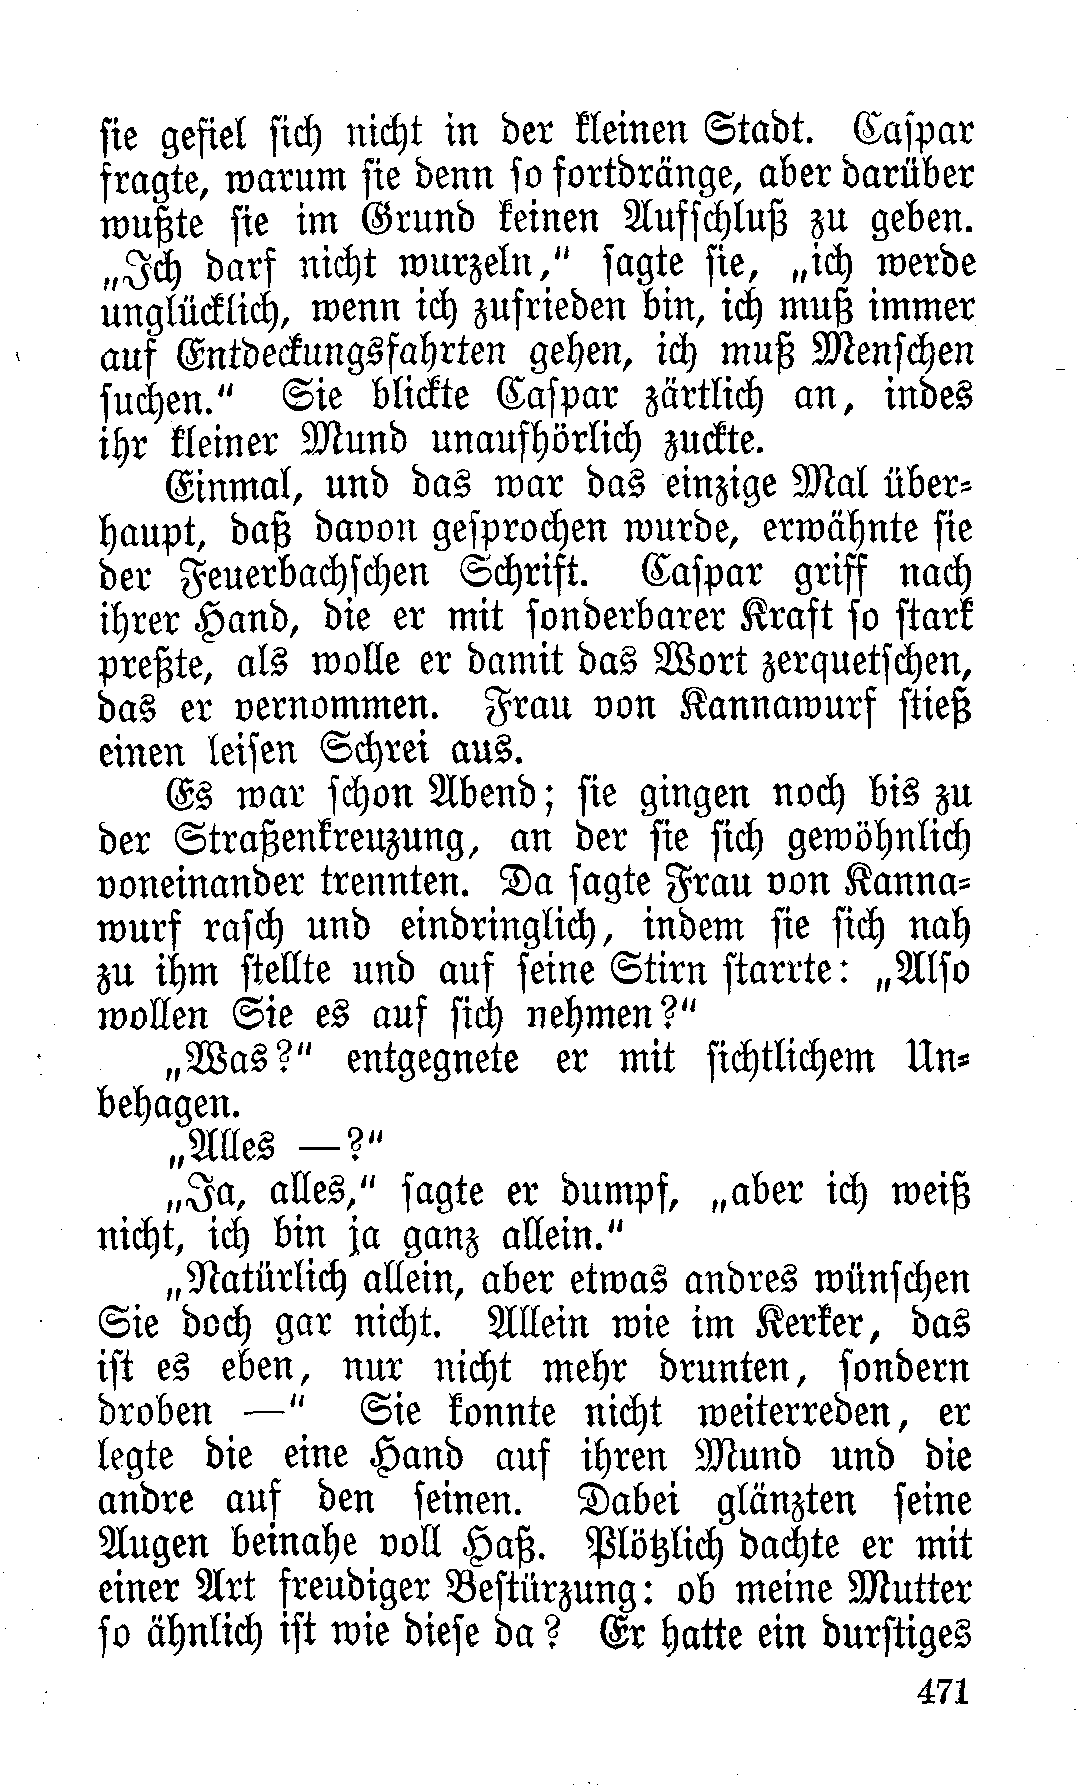 sie gefiel sich nicht in der kleinen Stadt. Caspar
fragte, warum sie denn so fortdränge, aber darüber
wußte sie im Grund keinen Aufschluß zu geben.
„Ich darf nicht wurzeln,“ sagte sie, „ich werde
unglücklich, wenn ich zufrieden bin, ich muß immer
auf Entdeckungsfahrten gehen, ich muß Menschen
suchen.“ Sie blickte Caspar zärtlich an, indes
ihr kleiner Mund unaufhörlich zuckte.
Einmal, und das war das einzige Mal über-
haupt, daß davon gesprochen wurde, erwähnte sie
der Feuerbachschen Schrift. Caspar griff nach
ihrer Hand, die er mit sonderbarer Kraft so stark
preßte, als wolle er damit das Wort zerquetschen,
das er vernommen. Frau von Kannawurf stieß
einen leisen Schrei aus.
Es war schon Abend; sie gingen noch bis zu
der Straßenkreuzung, an der sie sich gewöhnlich
voneinander trennten. Da sagte Frau von Kanna-
wurf rasch und eindringlich, indem sie sich nah
zu ihm stellte und auf seine Stirn starrte: „Also
wollen Sie es auf sich nehmen?“
„Was?“ entgegnete er mit sichtlichem Un-
behagen.
„Alles —?“
„Ja, alles,“ sagte er dumpf, „aber ich weiß
nicht, ich bin ja ganz allein.“
„Natürlich allein, aber etwas andres wünschen
Sie doch gar nicht. Allein wie im Kerker, das
ist es eben, nur nicht mehr drunten, sondern
droben —“ Sie konnte nicht weiterreden, er
legte die eine Hand auf ihren Mund und die
andre auf den seinen. Dabei glänzten seine
Augen beinahe voll Haß. Plötzlich dachte er mit
einer Art freudiger Bestürzung: ob meine Mutter
so ähnlich ist wie diese da? Er hatte ein durstiges
471